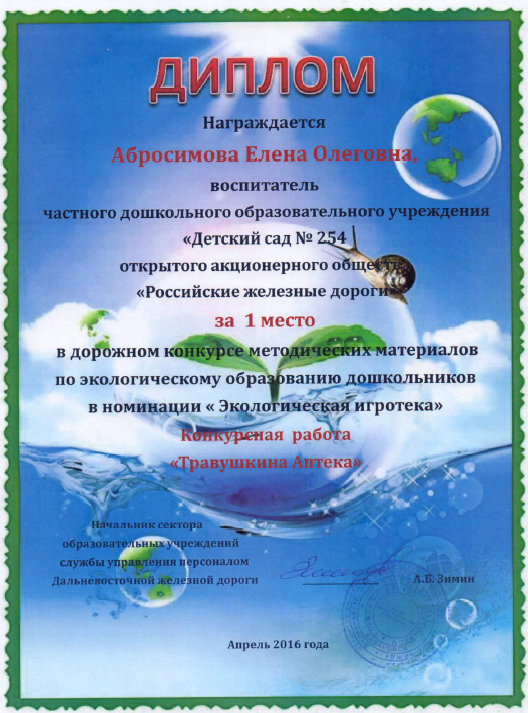 ДИПЛОМ
Награждается
Абросимова Елена Олеговна,
воспитатель
частного дошкольного образовательного учреждения
«Детский сад № 254
открытого акционерного
«Российские железные дороги»
за 1 место
в дорожном конкурсе методических материалов
по экологическому образованию дошкольников
в номинации « Экологическая игротека»
Конкурсная работа
«Травушкина Аптека»
Начальник сектора
образовательных учреждений
службы управления персоналом
Дальневосточной железной дороги
А.Б. Зимин
Апрель 2016 года